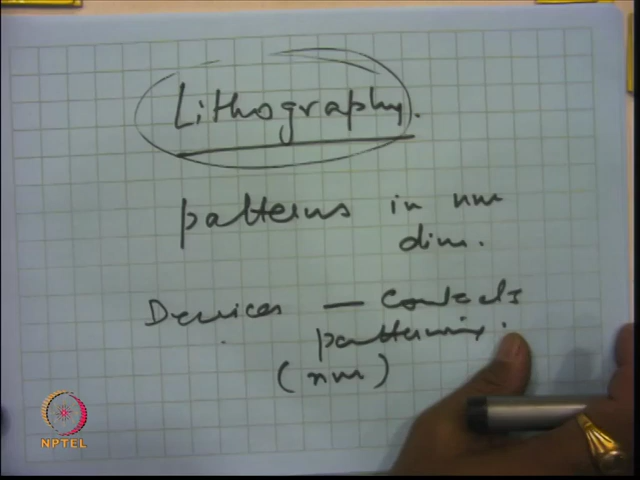 Lithography.
patterns in nm
dim.
Devices — Contacts
patterning.
(nm)
NPTEL